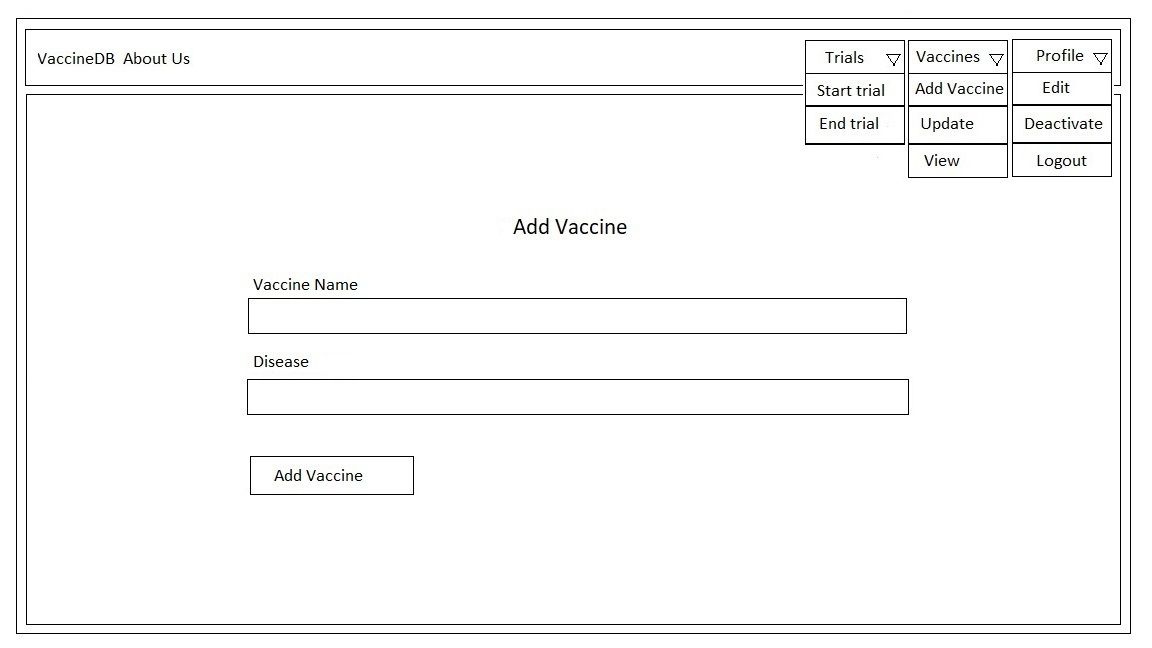 VaccineDB About Us
Trials
Start trial
End trial
Vaccines
Add Vaccine
Update
View
Profile
Edit
Deactivate
Logout
Add Vaccine
Vaccine Name
Disease
Add Vaccine